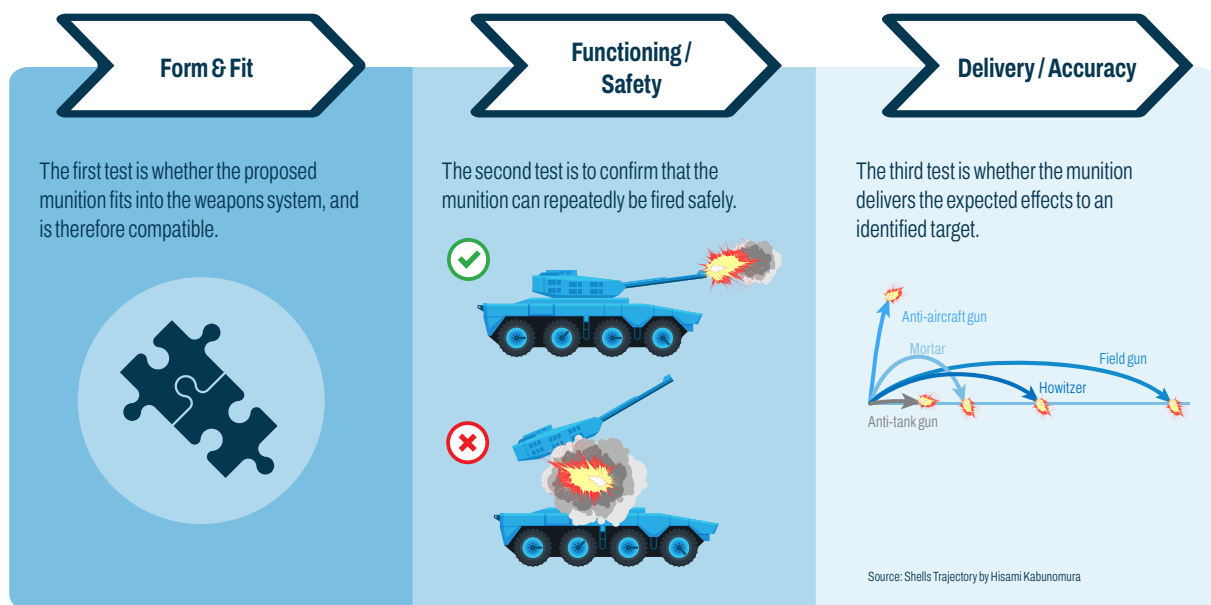 Form & Fit
The first test is whether the proposed
munition fits into the weapons system, and
is therefore compatible.
Functioning /
Safety
The second test is to confirm that the
munition can repeatedly be fired safely.
Delivery / Accuracy
The third test is whether the munition
delivers the expected effects to an
identified target.
Anti-aircraft gun
Mortar
Field gun
Howitzer
Anti-tank gun
Source: Shells Trajectory by Hisami Kabunomura